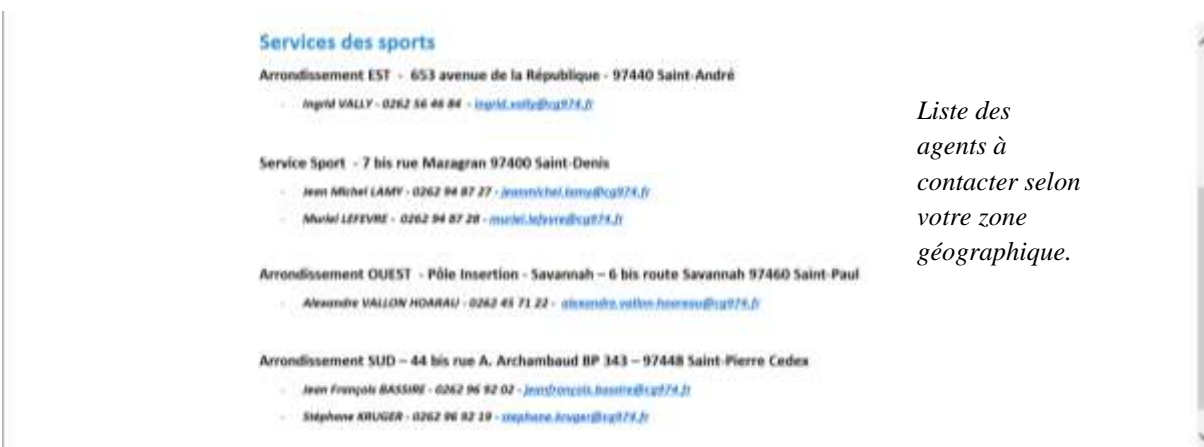 Services des sports
Arrondissement EST - 653 avenue de la République - 97440 Saint-André
- Ingrid VALLY - 0262 56 46 84 - ingrid.vally@cg974.fr
Service Sport - 7 bis rue Mazagran 97400 Saint-Denis
- Jean Michel LAMY - 0262 94 87 27 - jeanmichel.lamy@cg974.fr
- Muriel LEFEVRE - 0262 94 87 28 - muriel.lefevre@cg974.fr
Arrondissement OUEST - Pôle Insertion - Savannah – 6 bis route Savannah 97460 Saint-Paul
- Alexandre VALLON HOARAU - 0262 45 71 22 - alexandre.vallon-hoareau@cg974.fr
Arrondissement SUD – 44 bis rue A. Archambaud BP 343 – 97448 Saint-Pierre Cedex
- Jean François BASSIRE - 0262 96 92 02 - jeanfrançois.bassire@cg974.fr
- Stéphane KRUGER - 0262 96 92 19 - stephane.kruger@cg974.fr
Liste des
agents à
contacter selon
votre zone
géographique.